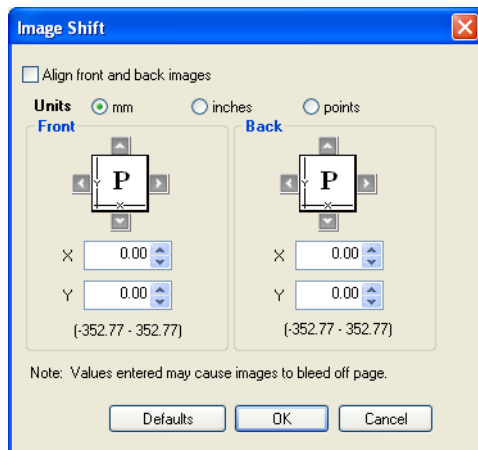 Image Shift
Align front and back images
Units mm inches points
Front Back
Y P Y P
X X
X 0.00 X 0.00
Y 0.00 Y 0.00
(-352.77 - 352.77) (-352.77 - 352.77)
Note: Values entered may cause images to bleed off page.
Defaults OK Cancel